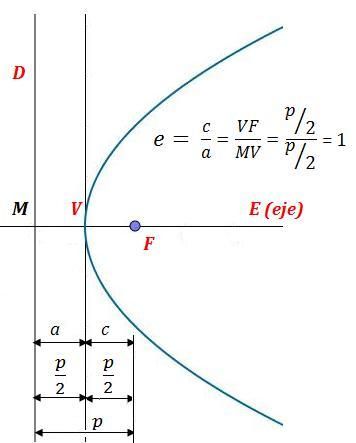 D
e = c/a = VF/MV = (p/2)/(p/2) = 1
M V E (eje)
F
a c
p/2 p/2
p